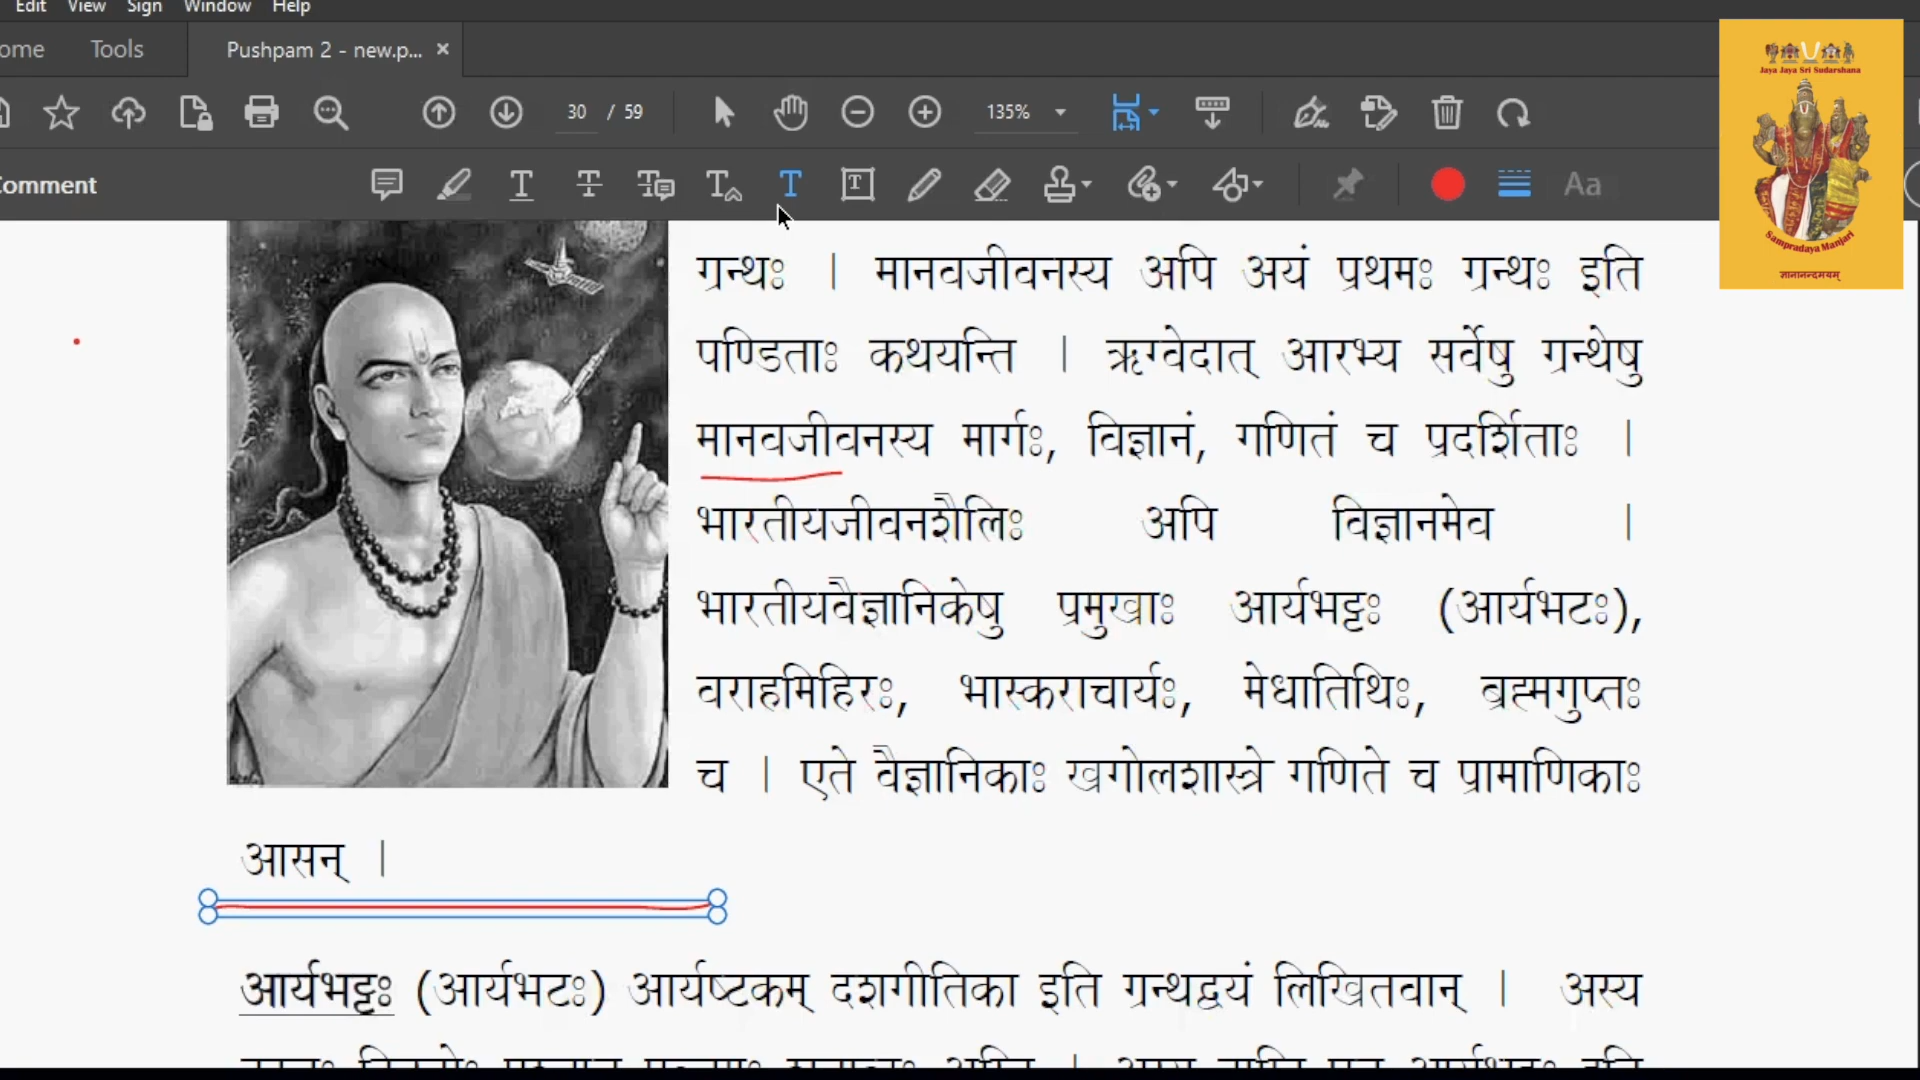 Edit View Sign Window Help
ome Tools Pushpam 2 - new.p... ×
30 / 59 135%
Comment Aa
Jaya Jaya Sri Sudarshana
Sampradaya Manjari
ज्ञानानन्दमयम्
ग्रन्थः । मानवजीवनस्य अपि अयं प्रथमः ग्रन्थः इति
पण्डिताः कथयन्ति । ऋग्वेदात् आरभ्य सर्वेषु ग्रन्थेषु
मानवजीवनस्य मार्गः, विज्ञानं, गणितं च प्रदर्शिताः ।
भारतीयजीवनशैलिः अपि विज्ञानमेव ।
भारतीयवैज्ञानिकेषु प्रमुखाः आर्यभट्टः (आर्यभटः),
वराहमिहिरः, भास्कराचार्यः, मेधातिथिः, ब्रह्मगुप्तः
च । एते वैज्ञानिकाः खगोलशास्त्रे गणिते च प्रामाणिकाः
आसन् ।
आर्यभट्टः (आर्यभटः) आर्यष्टकम् दशगीतिका इति ग्रन्थद्वयं लिखितवान् । अस्य